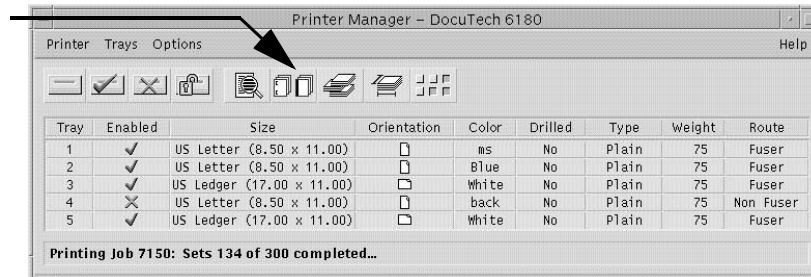 Printer Manager – DocuTech 6180
Printer Trays Options Help
Tray Enabled Size Orientation Color Drilled Type Weight Route
1 US Letter (8.50 x 11.00) ms No Plain 75 Fuser
2 US Letter (8.50 x 11.00) Blue No Plain 75 Fuser
3 US Ledger (17.00 x 11.00) White No Plain 75 Fuser
4 US Letter (8.50 x 11.00) back No Plain 75 Non Fuser
5 US Ledger (17.00 x 11.00) White No Plain 75 Fuser
Printing Job 7150: Sets 134 of 300 completed...